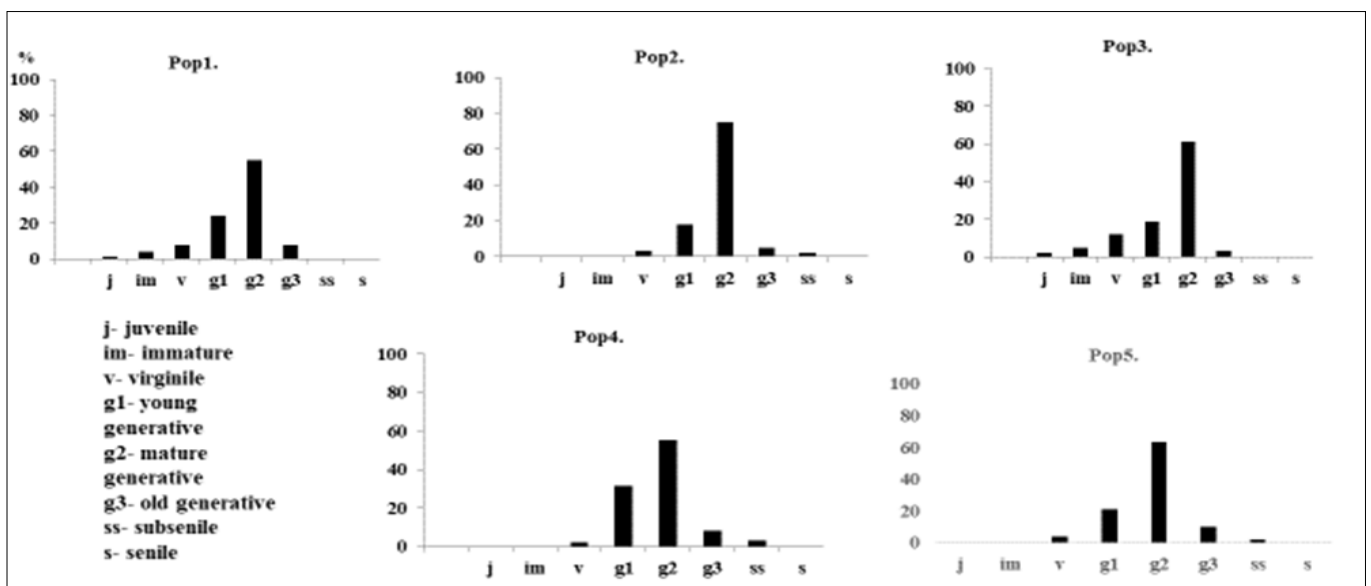 %
Pop1.
100
80
60
40
20
0
j im v g1 g2 g3 ss s
Pop2.
100
80
60
40
20
0
j im v g1 g2 g3 ss s
Pop3.
100
80
60
40
20
0
j im v g1 g2 g3 ss s
j- juvenile
im- immature
v- virginile
g1- young
generative
g2- mature
generative
g3- old generative
ss- subsenile
s- senile
Pop4.
100
80
60
40
20
0
j im v g1 g2 g3 ss s
Pop5.
100
80
60
40
20
0
j im v g1 g2 g3 ss s